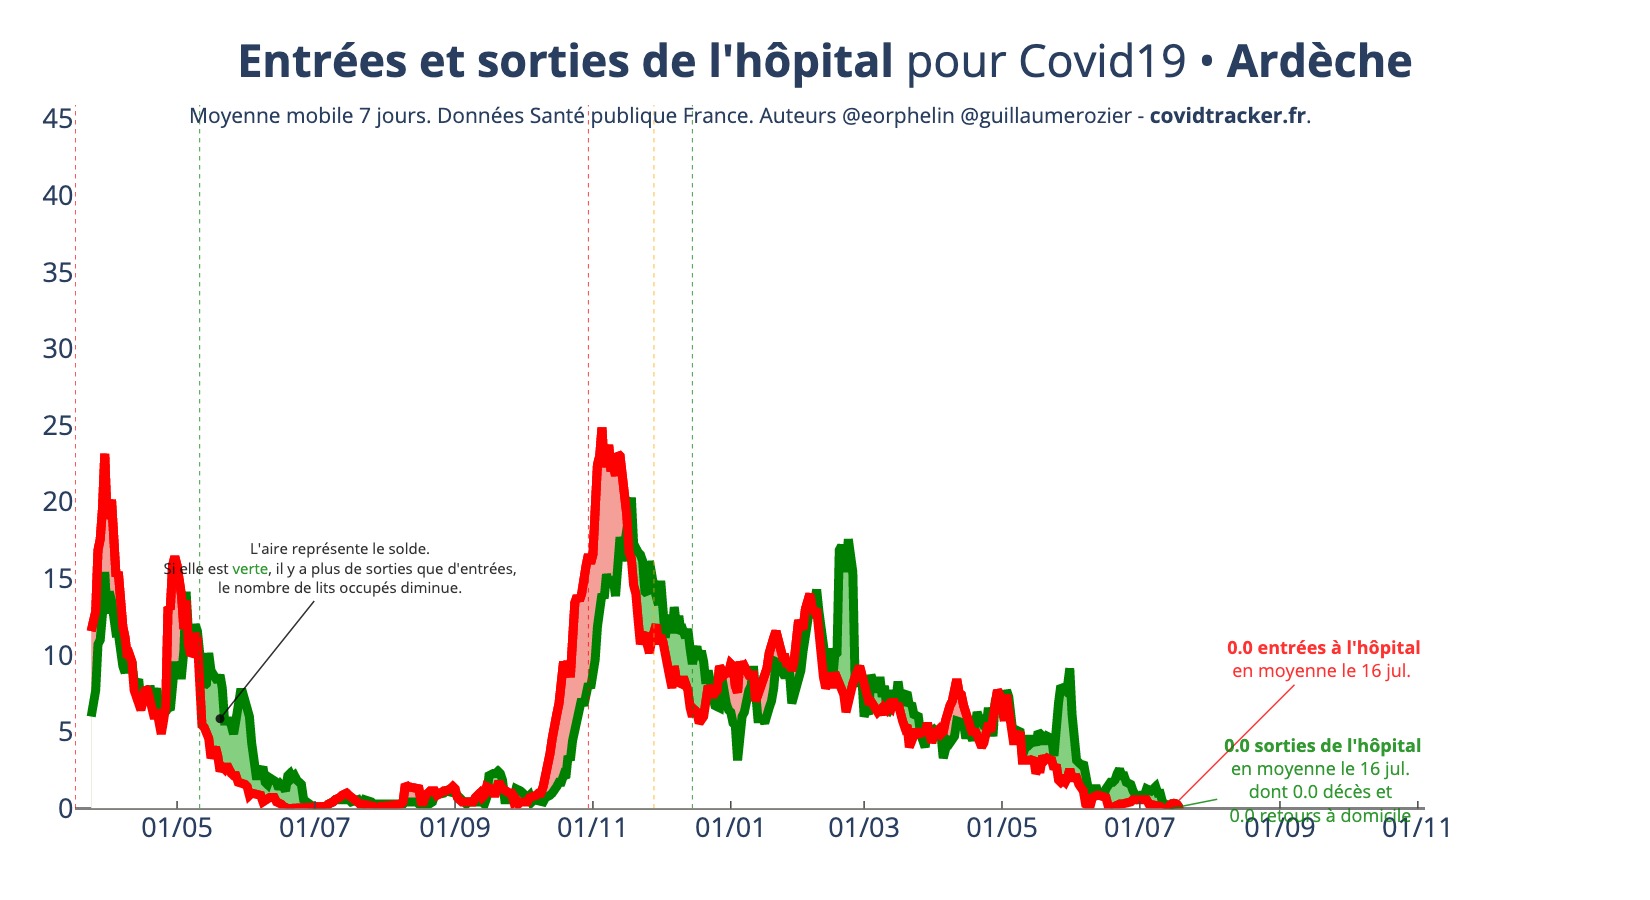 Entrées et sorties de l'hôpital pour Covid19 • Ardèche
Moyenne mobile 7 jours. Données Santé publique France. Auteurs @eorphelin @guillaumerozier - covidtracker.fr.
45
40
35
30
25
20
15
10
5
0
L'aire représente le solde.
Si elle est verte, il y a plus de sorties que d'entrées,
le nombre de lits occupés diminue.
0.0 entrées à l'hôpital
en moyenne le 16 jul.
0.0 sorties de l'hôpital
en moyenne le 16 jul.
dont 0.0 décès et
0.0 retours à domicile
01/05 01/07 01/09 01/11 01/01 01/03 01/05 01/07 01/09 01/11